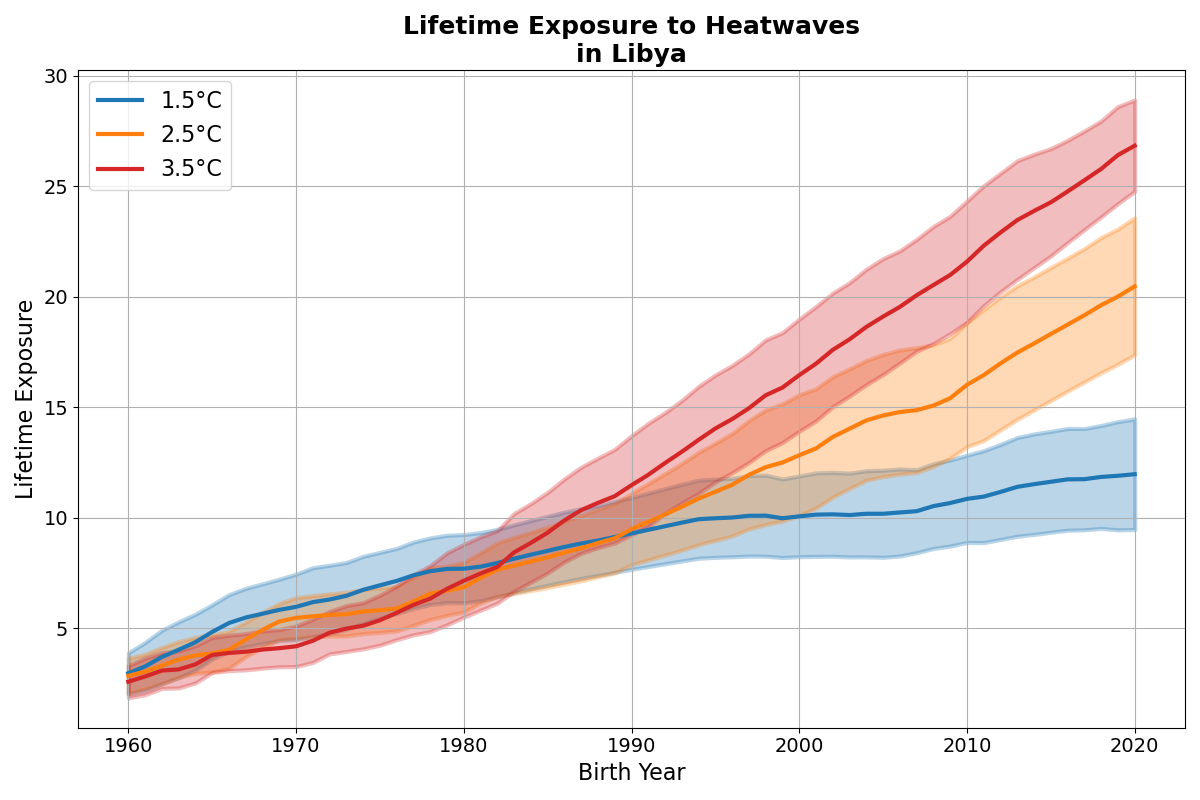 Lifetime Exposure to Heatwaves
in Libya
30
25
20
15
10
5
Lifetime Exposure
1.5°C
2.5°C
3.5°C
1960 1970 1980 1990 2000 2010 2020
Birth Year